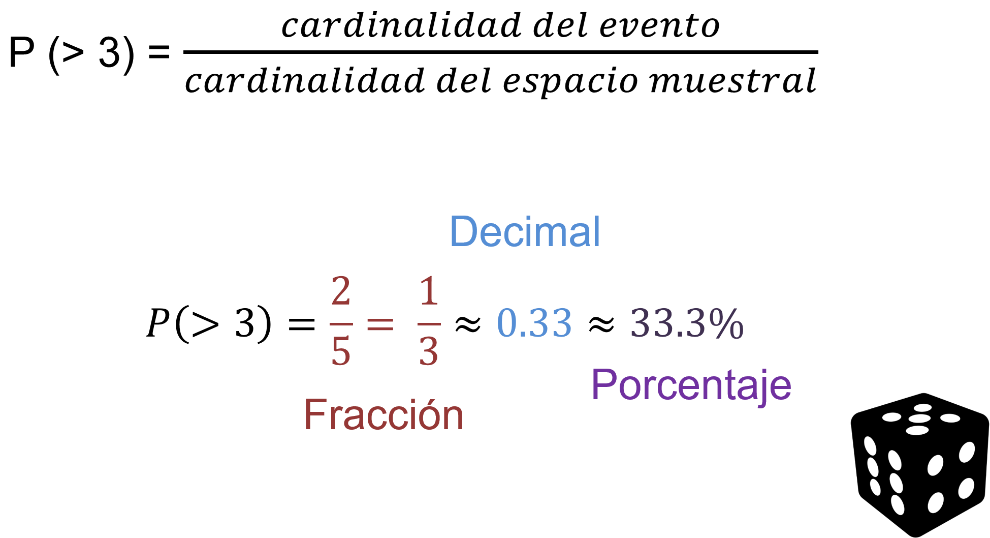 P (> 3) = cardinalidad del evento / cardinalidad del espacio muestral
Decimal
P(> 3) = 2/5 = 1/3 ≈ 0.33 ≈ 33.3%
Porcentaje
Fracción